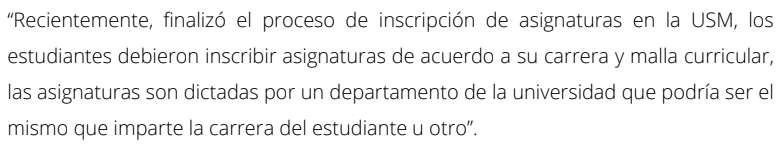 “Recientemente, finalizó el proceso de inscripción de asignaturas en la USM, los
estudiantes debieron inscribir asignaturas de acuerdo a su carrera y malla curricular,
las asignaturas son dictadas por un departamento de la universidad que podría ser el
mismo que imparte la carrera del estudiante u otro”.